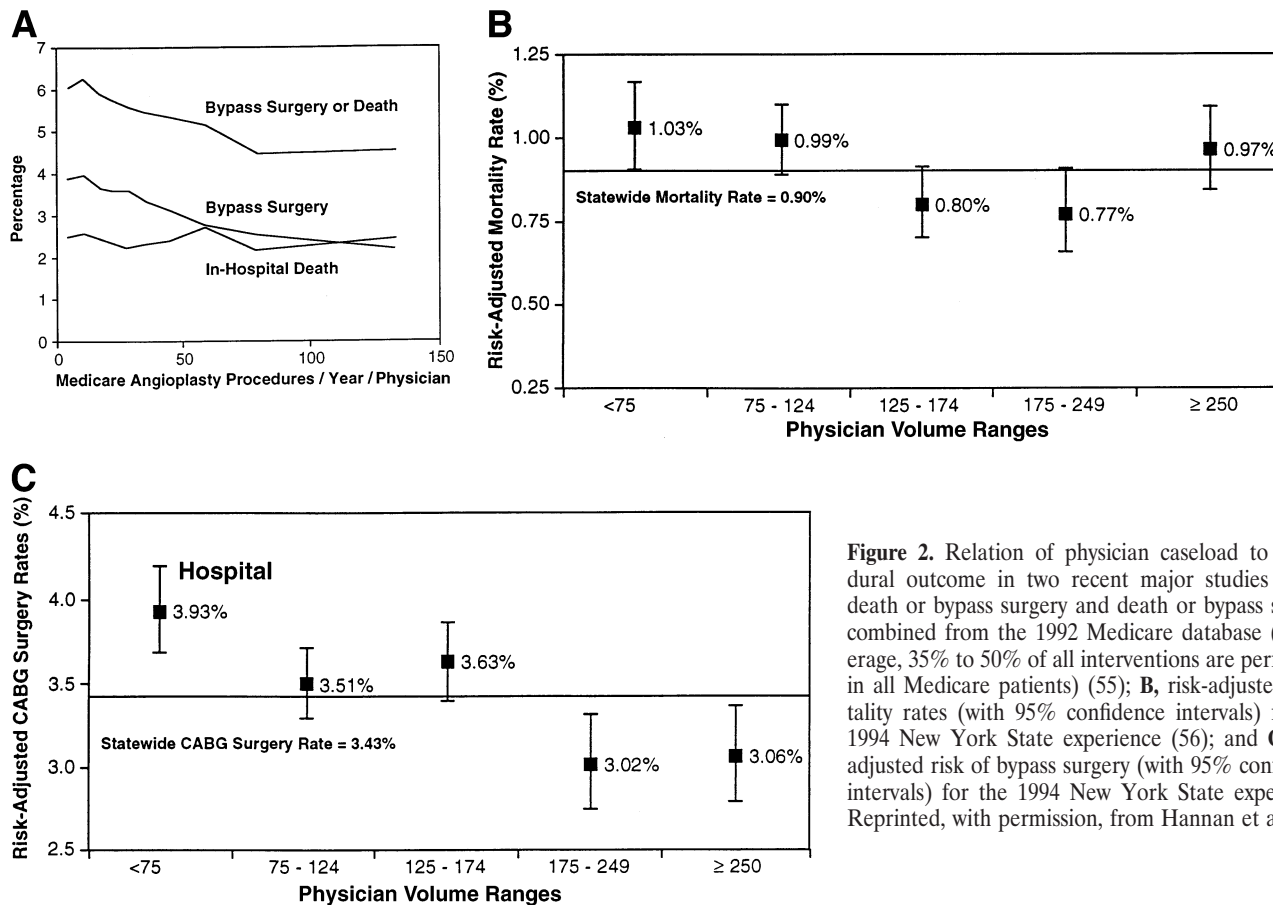 A
7
6
5
4
3
2
1
0
Percentage
Bypass Surgery or Death
Bypass Surgery
In-Hospital Death
0 50 100 150
Medicare Angioplasty Procedures / Year / Physician
B
Risk-Adjusted Mortality Rate (%)
1.25
1.00
0.75
0.50
0.25
1.03%
0.99%
0.80%
0.77%
0.97%
Statewide Mortality Rate = 0.90%
<75 75 - 124 125 - 174 175 - 249 ≥ 250
Physician Volume Ranges
C
Risk-Adjusted CABG Surgery Rates (%)
4.5
4.0
3.5
3.0
2.5
Hospital
3.93%
3.51%
3.63%
3.02%
3.06%
Statewide CABG Surgery Rate = 3.43%
<75 75 - 124 125 - 174 175 - 249 ≥ 250
Physician Volume Ranges
Figure 2. Relation of physician caseload to
dural outcome in two recent major studies
death or bypass surgery and death or bypass
combined from the 1992 Medicare database
erage, 35% to 50% of all interventions are
in all Medicare patients) (55); B, risk-adjusted
tality rates (with 95% confidence intervals)
1994 New York State experience (56); and
adjusted risk of bypass surgery (with 95%
intervals) for the 1994 New York State
Reprinted, with permission, from Hannan et